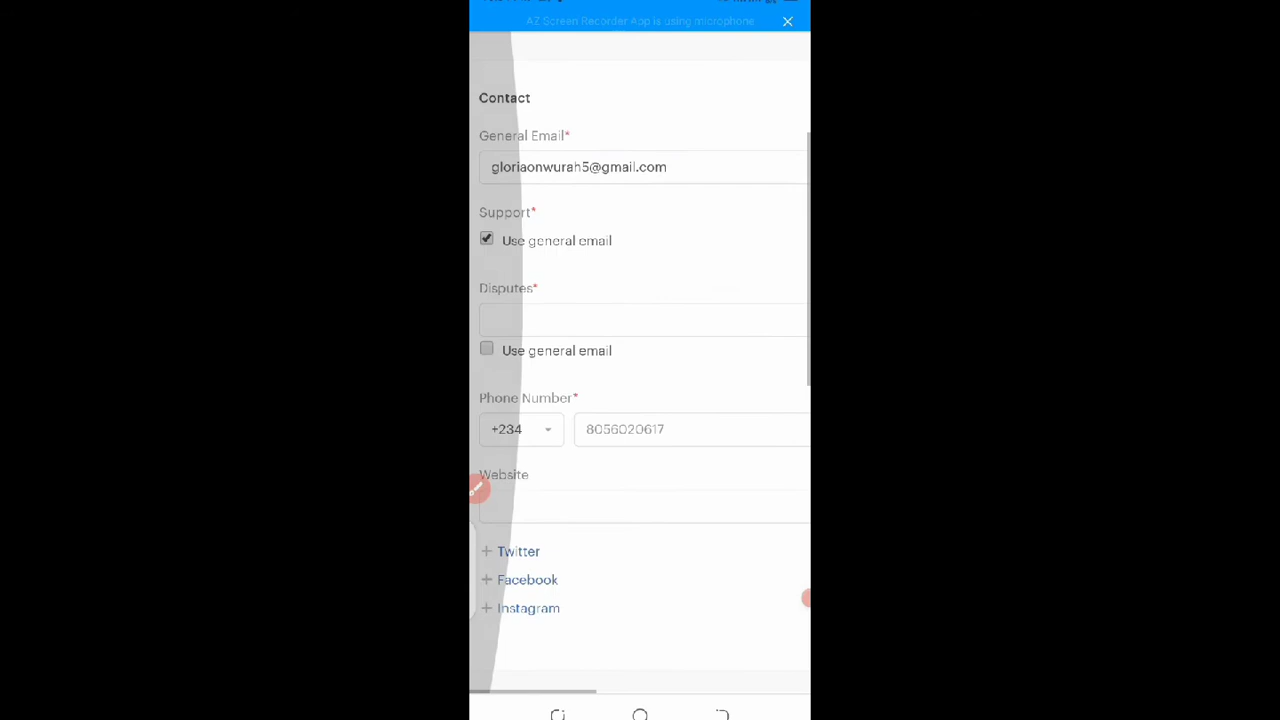 AZ Screen Recorder App is using microphone
Contact
General Email*
gloriaonwurah5@gmail.com
Support*
Use general email
Disputes*
Use general email
Phone Number*
+234 8056020617
Website
+ Twitter
+ Facebook
+ Instagram